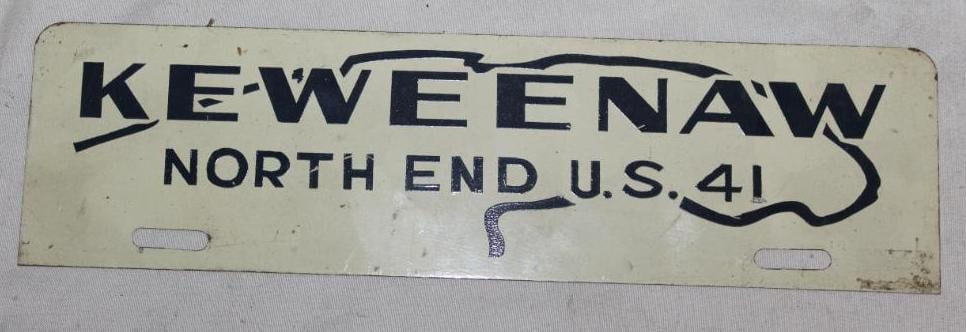 KEWEENAW
NORTH END U.S. 41